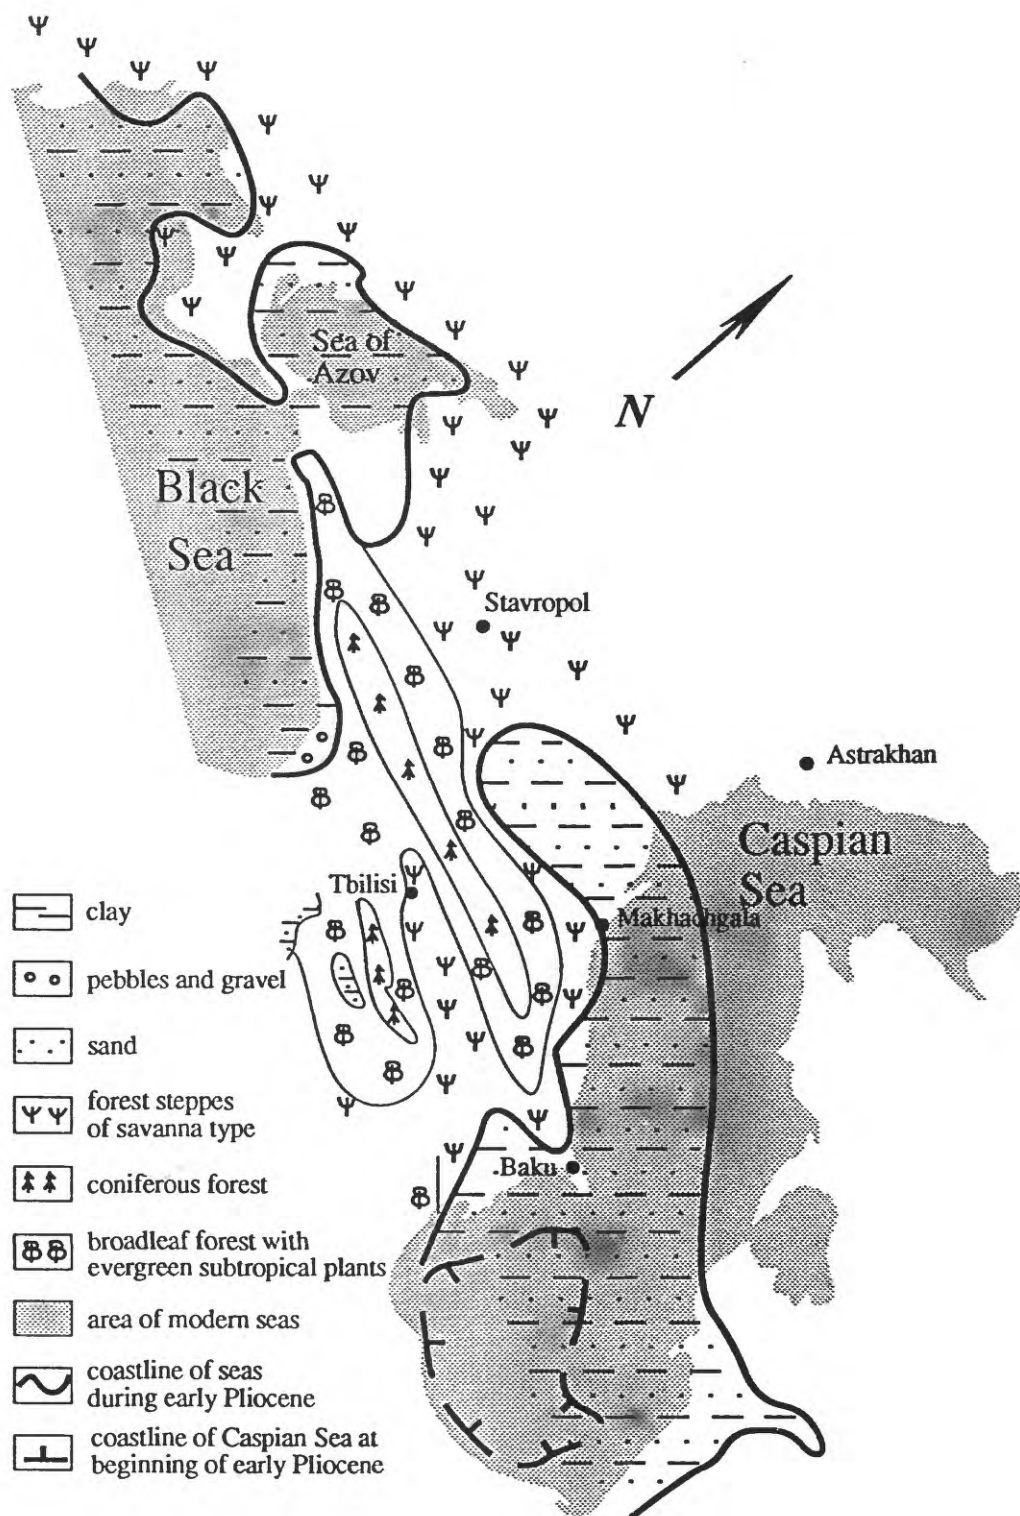 Sea of
Azov
N
Black
Sea
Stavropol
Astrakhan
Caspian
Sea
Tbilisi
Makhachgala
Baku
clay
pebbles and gravel
sand
forest steppes
of savanna type
coniferous forest
broadleaf forest with
evergreen subtropical plants
area of modern seas
coastline of seas
during early Pliocene
coastline of Caspian Sea at
beginning of early Pliocene